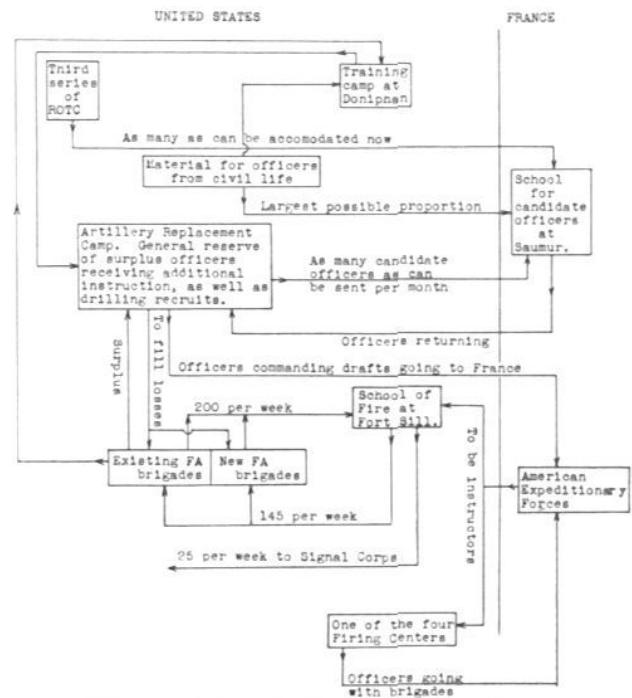 UNITED STATES
FRANCE
Third
series
of
ROTC
Training
camp at
Doniphan
As many as can be accomodated now
Material for officers
from civil life
School
for
candidate
officers
at
Saumur.
Largest possible proportion
Artillery Replacement
Camp. General reserve
of surplus officers
receiving additional
instruction, as well as
drilling recruits.
As many candidate
officers as can
be sent per month
Officers returning
Surplus
To fill losses
Officers commanding drafts going to France
200 per week
School of
Fire at
Fort Sill.
To be instructors
Existing FA
brigades
New FA
brigades
American
Expeditionary
Forces
145 per week
25 per week to Signal Corps
One of the four
Firing Centers
Officers going
with brigades